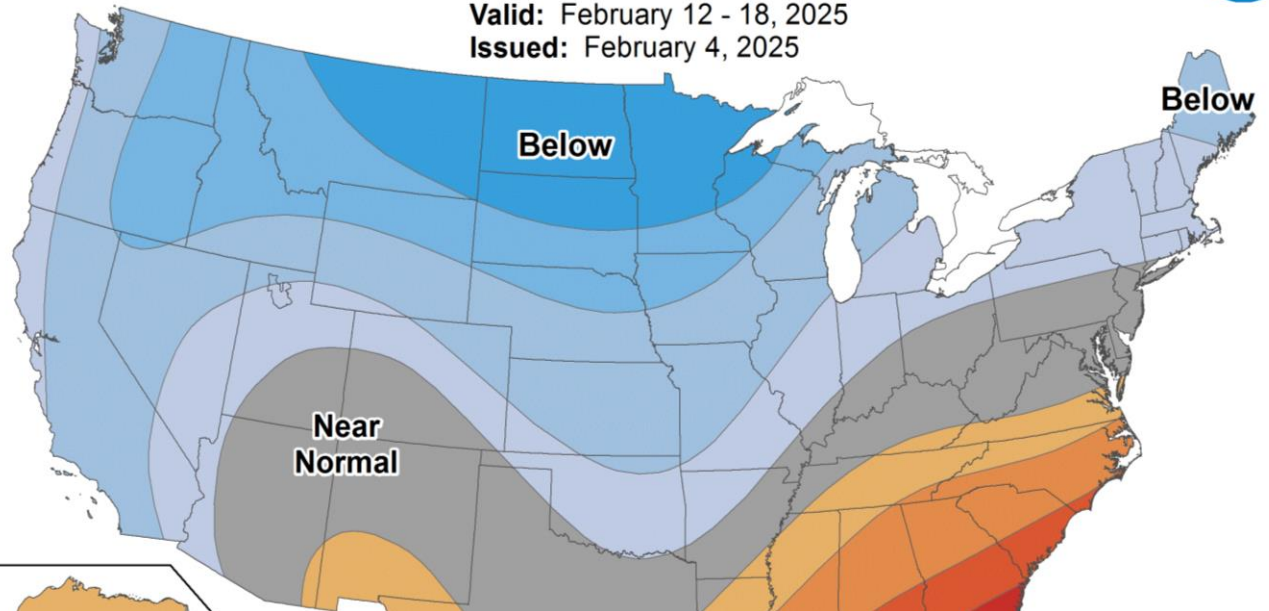 Valid: February 12 - 18, 2025
Issued: February 4, 2025
Below
Below
Near
Normal